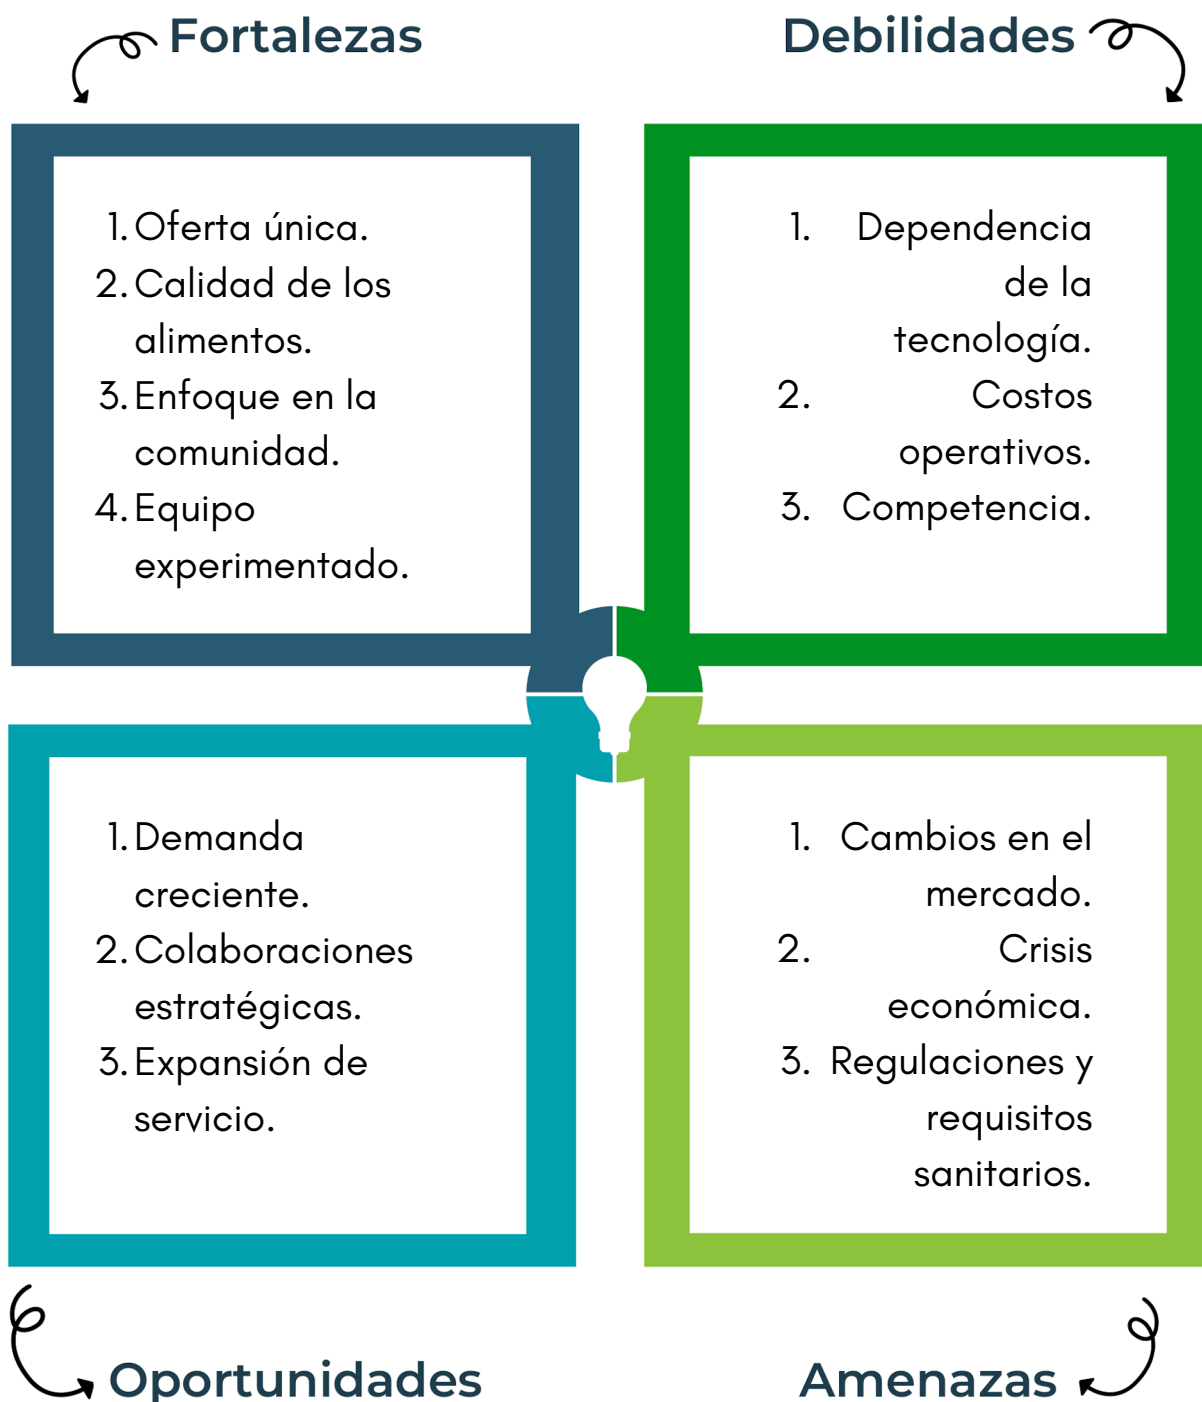 Fortalezas
1. Oferta única.
2. Calidad de los
alimentos.
3. Enfoque en la
comunidad.
4. Equipo
experimentado.
Debilidades
1. Dependencia
de la
tecnología.
2. Costos
operativos.
3. Competencia.
1. Demanda
creciente.
2. Colaboraciones
estratégicas.
3. Expansión de
servicio.
Oportunidades
1. Cambios en el
mercado.
2. Crisis
económica.
3. Regulaciones y
requisitos
sanitarios.
Amenazas